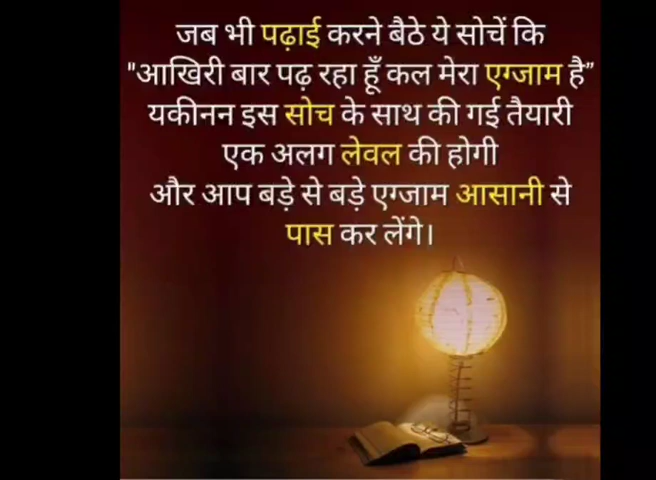 जब भी पढ़ाई करने बैठे ये सोचें कि
"आखिरी बार पढ़ रहा हूँ कल मेरा एग्जाम है”
यकीनन इस सोच के साथ की गई तैयारी
एक अलग लेवल की होगी
और आप बड़े से बड़े एग्जाम आसानी से
पास कर लेंगे।